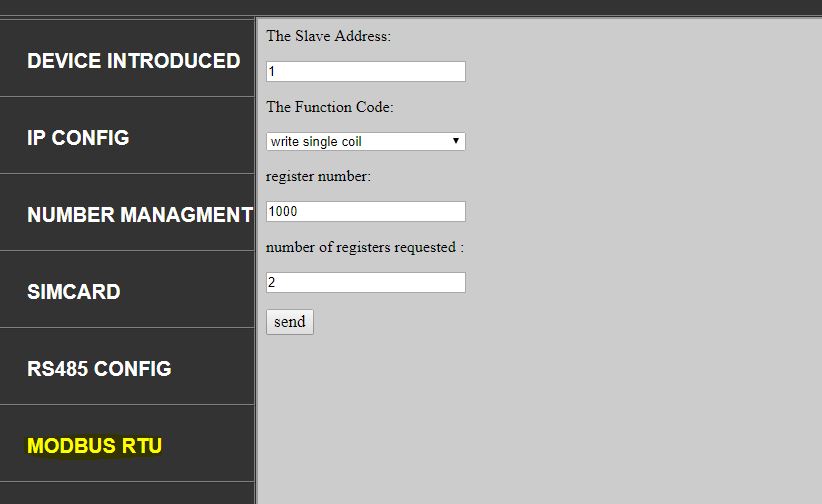 DEVICE INTRODUCED
IP CONFIG
NUMBER MANAGMENT
SIMCARD
RS485 CONFIG
MODBUS RTU
The Slave Address:
1
The Function Code:
write single coil
register number:
1000
number of registers requested :
2
send